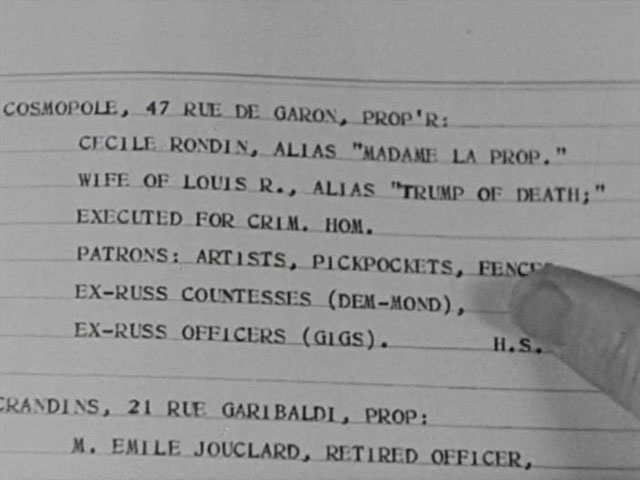 COSMOPOLE, 47 RUE DE GARON, PROP'R:
CECILE RONDIN, ALIAS "MADAME LA PROP."
WIFE OF LOUIS R., ALIAS "TRUMP OF DEATH;"
EXECUTED FOR CRIM. HOM.
PATRONS: ARTISTS, PICKPOCKETS, FENCES
EX-RUSS COUNTESSES (DEM-MOND),
EX-RUSS OFFICERS (GIGS). H.S.
CRANDINS, 21 RUE GARIBALDI, PROP:
M. EMILE JOUCLARD, RETIRED OFFICER,